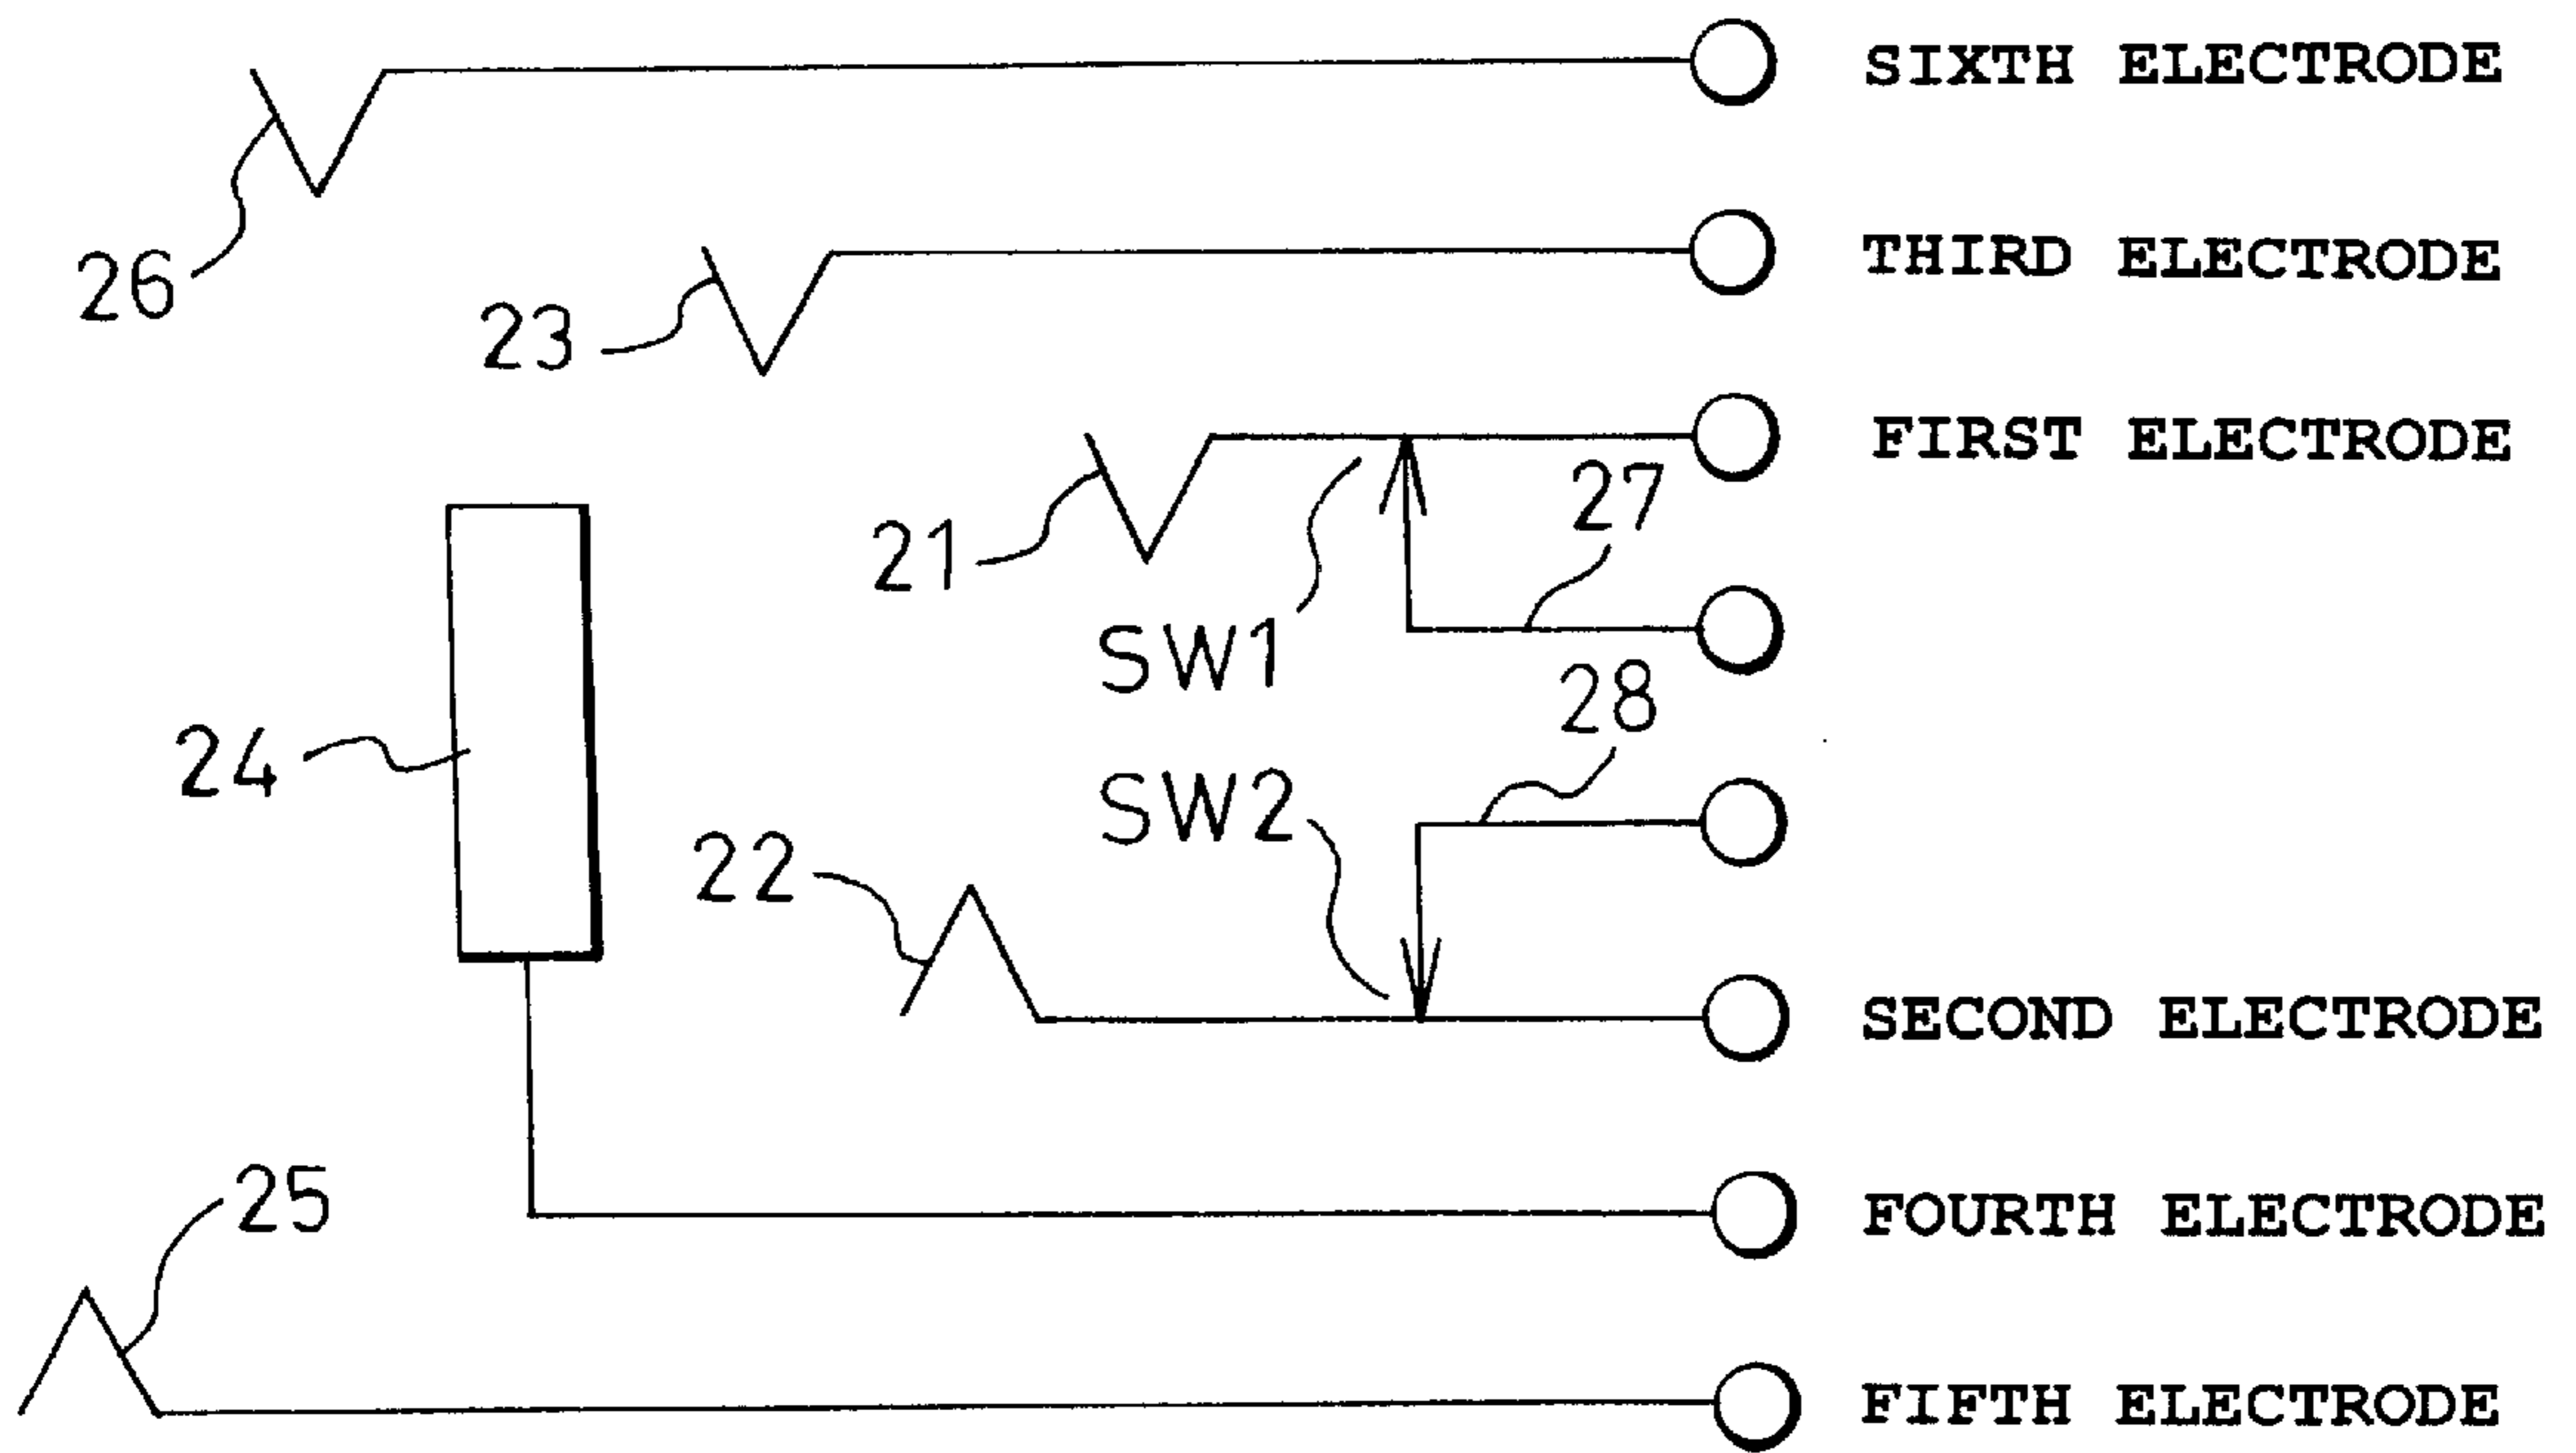 SIXTH ELECTRODE
26
THIRD ELECTRODE
23
FIRST ELECTRODE
27
21
SW1
28
24
SW2
22
SECOND ELECTRODE
25
FOURTH ELECTRODE
FIFTH ELECTRODE